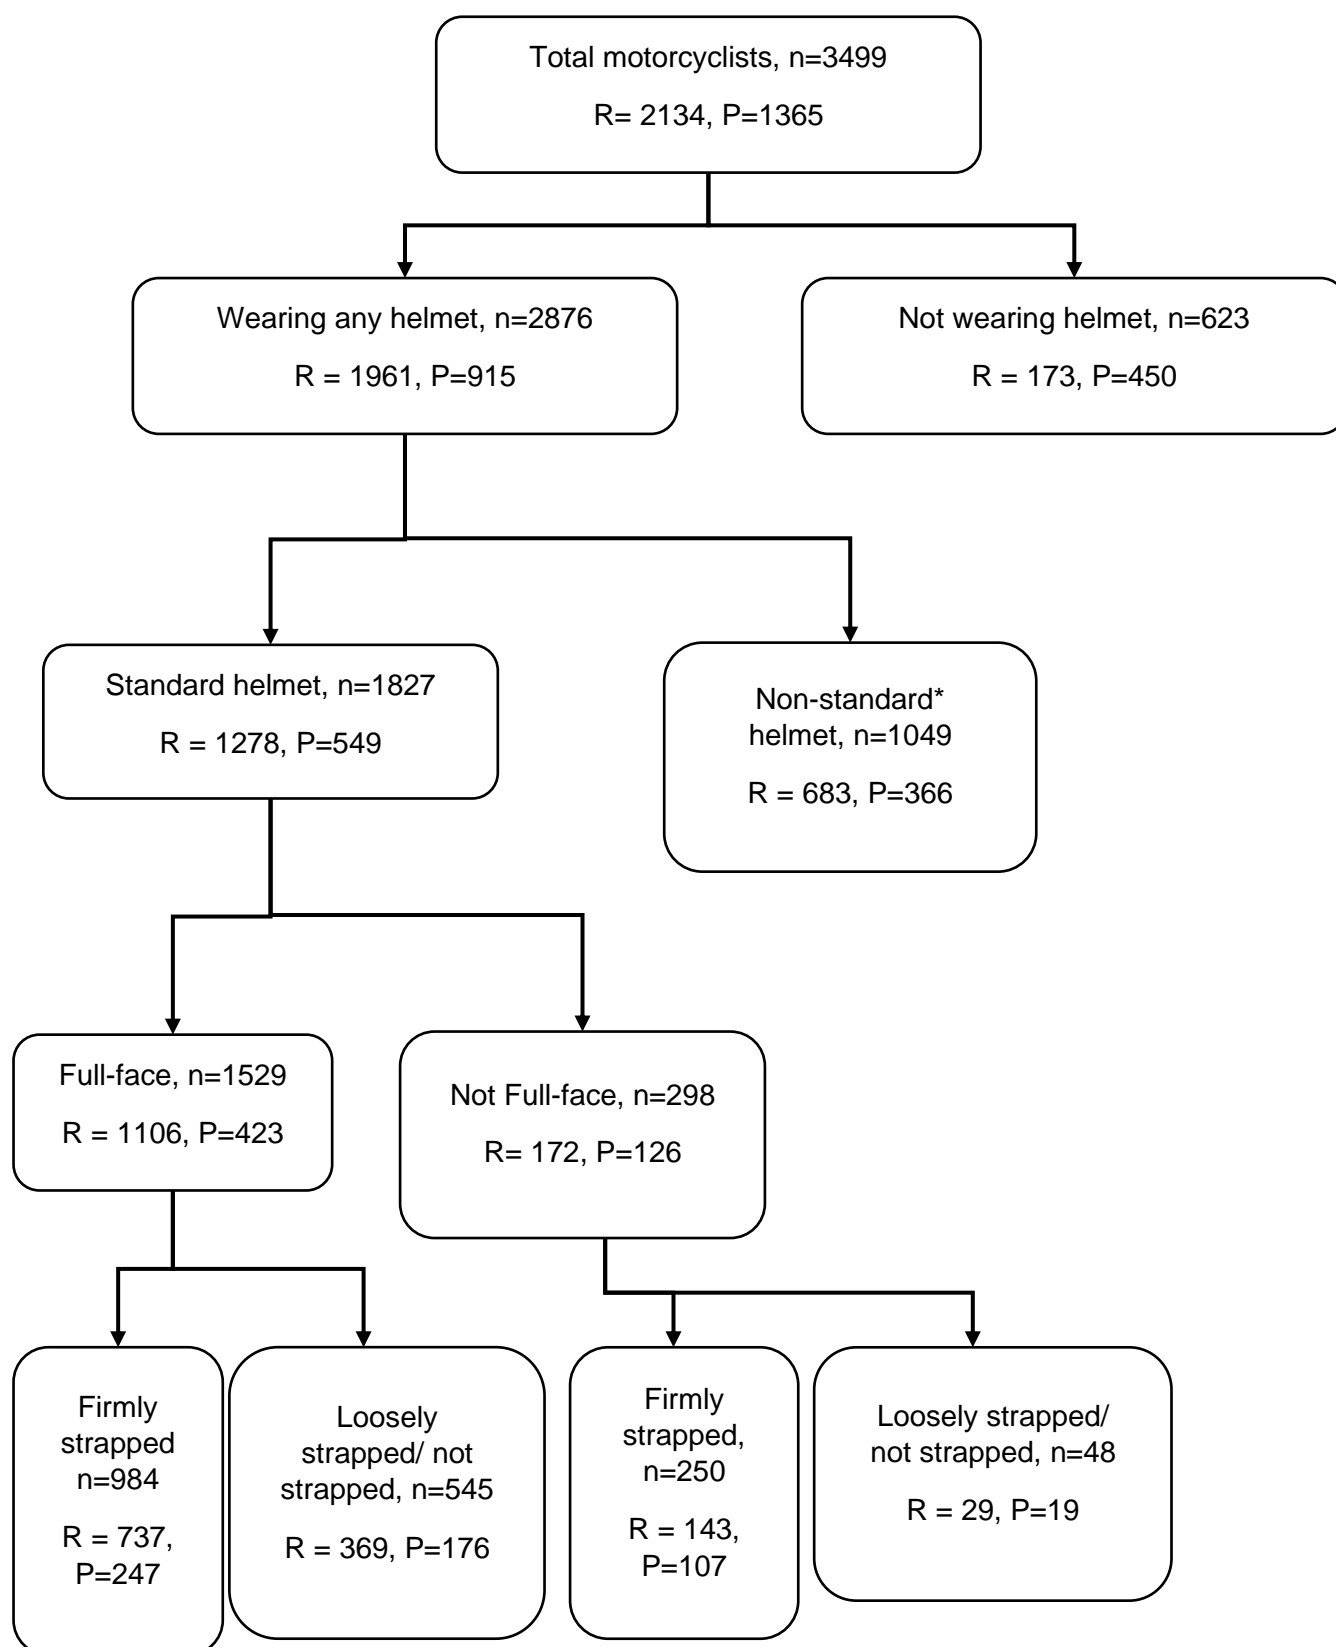 Total motorcyclists, n=3499
R= 2134, P=1365
Wearing any helmet, n=2876
R = 1961, P=915
Not wearing helmet, n=623
R = 173, P=450
Standard helmet, n=1827
R = 1278, P=549
Non-standard*
helmet, n=1049
R = 683, P=366
Full-face, n=1529
R = 1106, P=423
Not Full-face, n=298
R= 172, P=126
Firmly
strapped
n=984
R = 737,
P=247
Loosely
strapped/ not
strapped, n=545
R = 369, P=176
Firmly
strapped,
n=250
R = 143,
P=107
Loosely strapped/
not strapped, n=48
R = 29, P=19